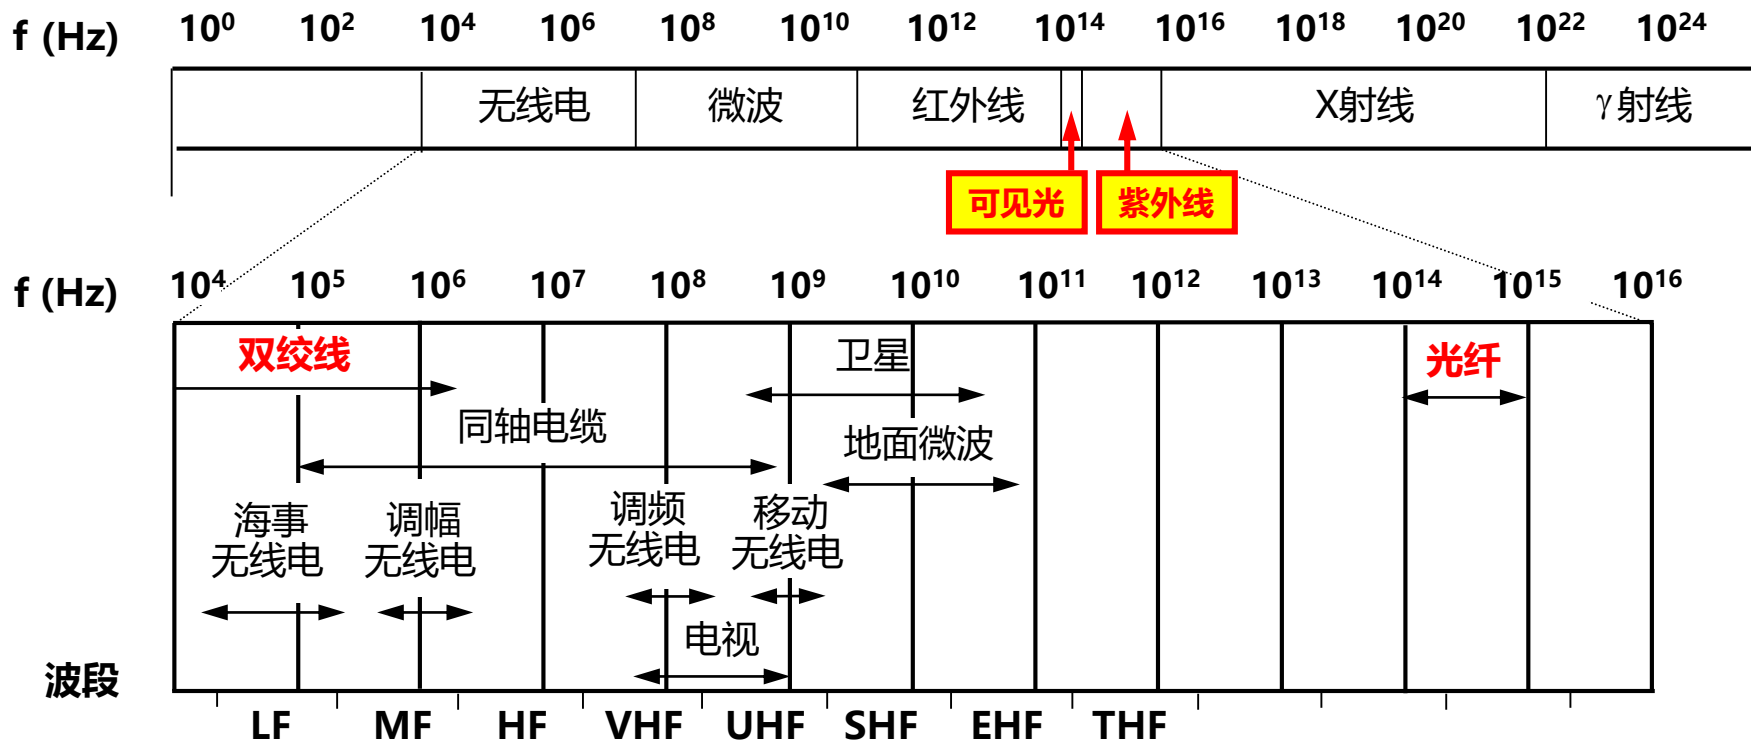 f (Hz) 10⁰ 10² 10⁴ 10⁶ 10⁸ 10¹⁰ 10¹² 10¹⁴ 10¹⁶ 10¹⁸ 10²⁰ 10²² 10²⁴
无线电 微波 红外线 X射线 γ射线
可见光 紫外线
f (Hz) 10⁴ 10⁵ 10⁶ 10⁷ 10⁸ 10⁹ 10¹⁰ 10¹¹ 10¹² 10¹³ 10¹⁴ 10¹⁵ 10¹⁶
双绞线 卫星 光纤
同轴电缆 地面微波
海事 调幅 调频 移动
无线电 无线电 无线电 无线电
电视
波段
LF MF HF VHF UHF SHF EHF THF